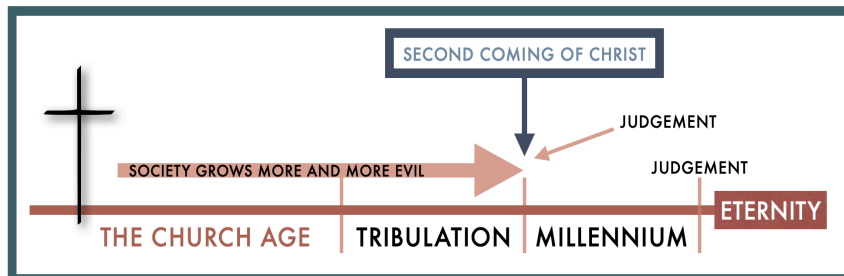 SECOND COMING OF CHRIST
JUDGEMENT
SOCIETY GROWS MORE AND MORE EVIL
JUDGEMENT
ETERNITY
THE CHURCH AGE
TRIBULATION
MILLENNIUM